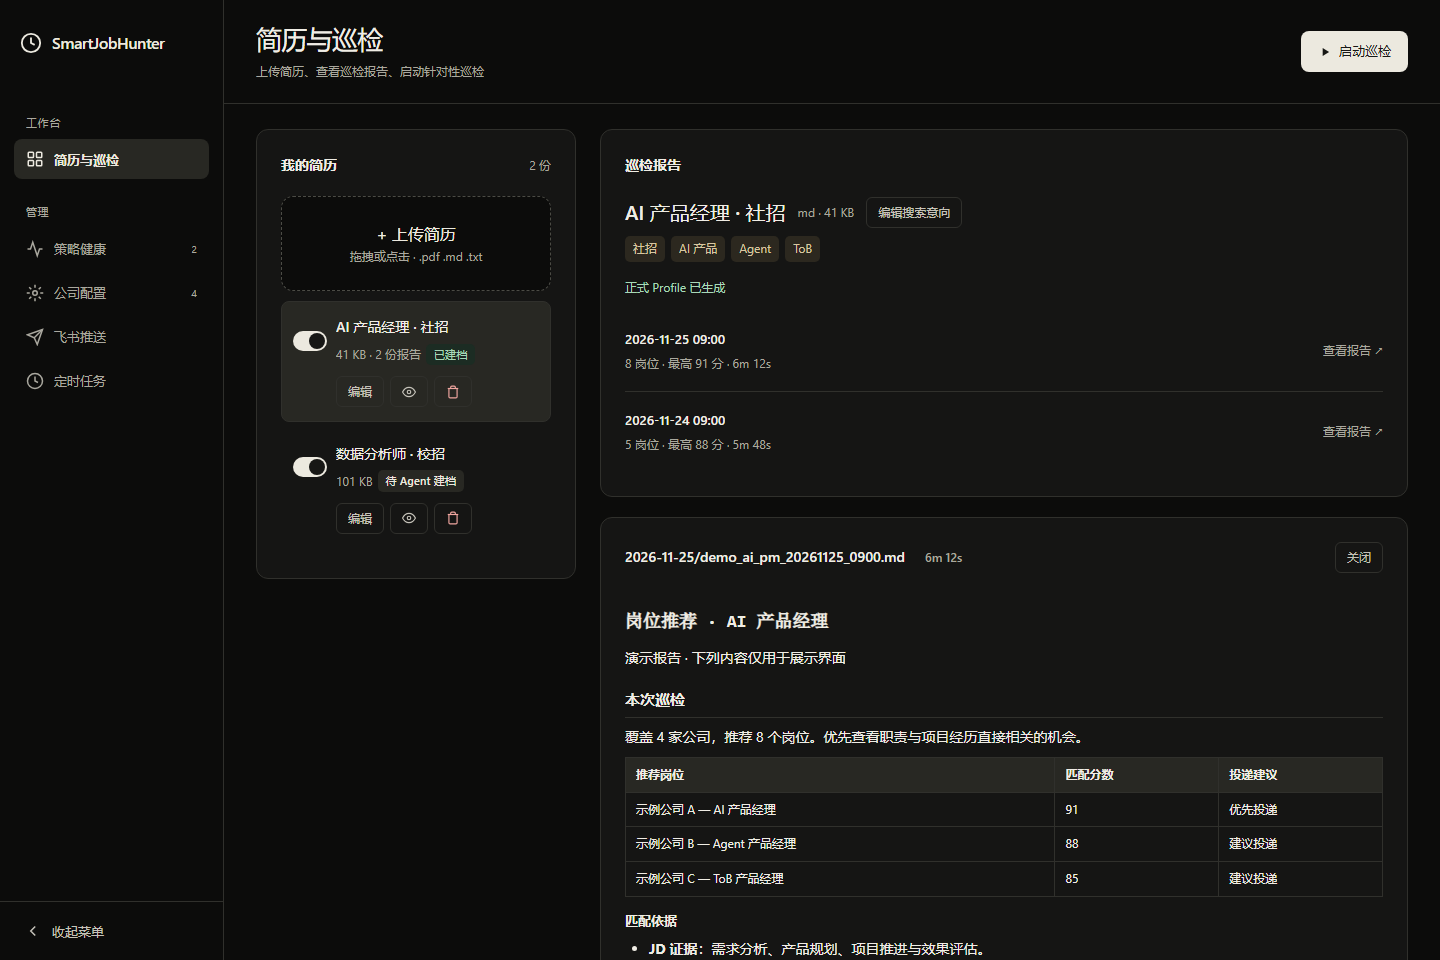 SmartJobHunter
工作台
简历与巡检
管理
策略健康 2
公司配置 4
飞书推送
定时任务
收起菜单
简历与巡检
上传简历、查看巡检报告、启动针对性巡检
启动巡检
我的简历 2 份
+ 上传简历
拖拽或点击 · .pdf .md .txt
AI 产品经理 · 社招
41 KB · 2 份报告 已建档
编辑
数据分析师 · 校招
101 KB 待 Agent 建档
编辑
巡检报告
AI 产品经理 · 社招 md · 41 KB 编辑搜索意向
社招 AI 产品 Agent ToB
正式 Profile 已生成
2026-11-25 09:00
8 岗位 · 最高 91 分 · 6m 12s
查看报告 ↗
2026-11-24 09:00
5 岗位 · 最高 88 分 · 5m 48s
查看报告 ↗
2026-11-25/demo_ai_pm_20261125_0900.md 6m 12s 关闭
岗位推荐 · AI 产品经理
演示报告 · 下列内容仅用于展示界面
本次巡检
覆盖 4 家公司，推荐 8 个岗位。优先查看职责与项目经历直接相关的机会。
推荐岗位 匹配分数 投递建议
示例公司 A — AI 产品经理 91 优先投递
示例公司 B — Agent 产品经理 88 建议投递
示例公司 C — ToB 产品经理 85 建议投递
匹配依据
• JD 证据：需求分析、产品规划、项目推进与效果评估。